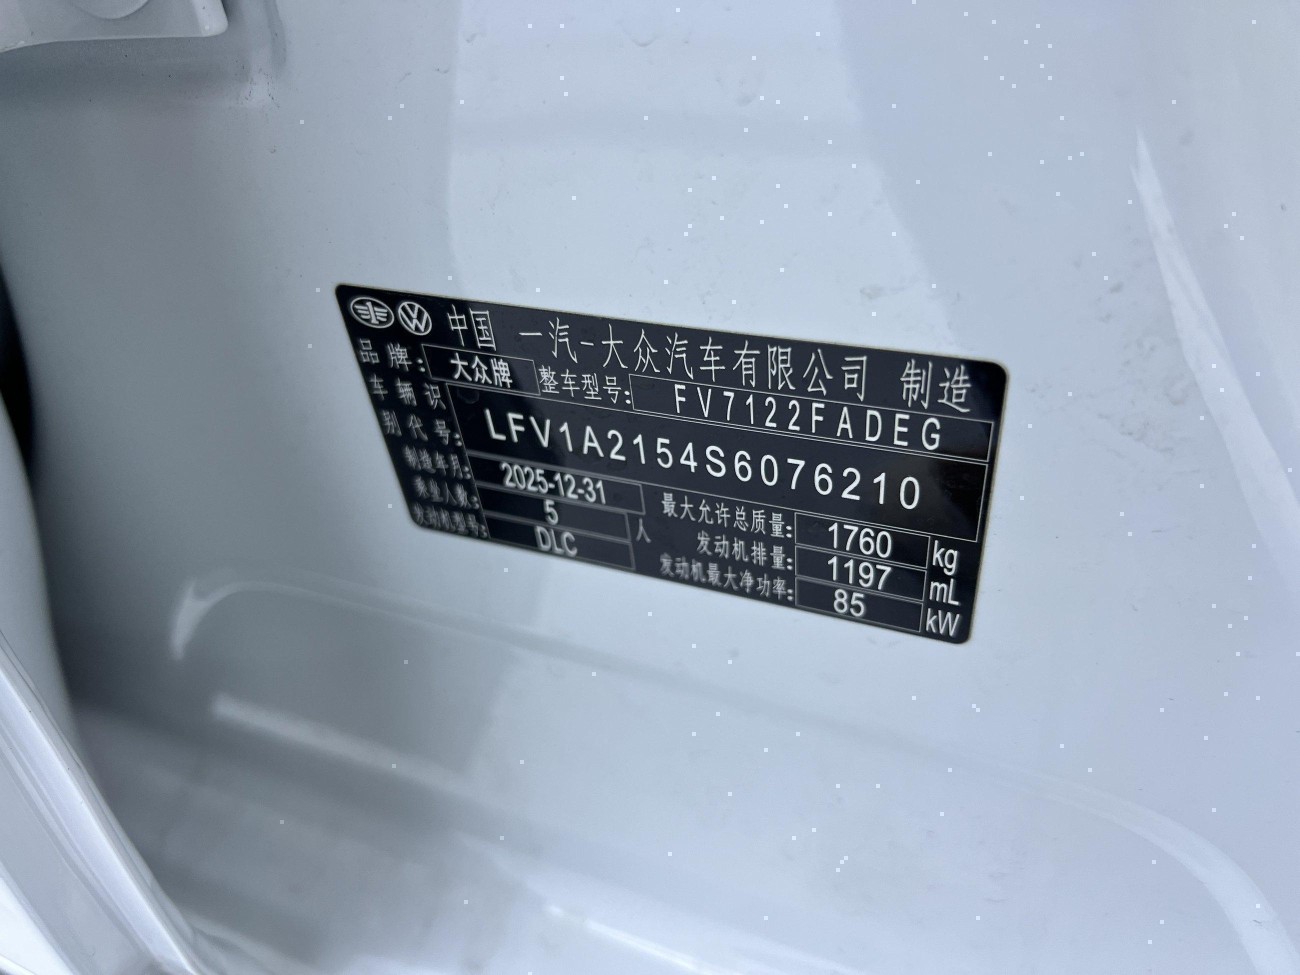 中国 一汽-大众汽车有限公司 制造
品牌: 大众牌 整车型号: FV7122FADEG
车辆识别代号: LFV1A2154S6076210
制造年月: 2025-12-31 最大允许总质量: 1760 kg
乘坐人数: 5 人 发动机排量: 1197 mL
发动机型号: DLC 发动机最大净功率: 85 kW